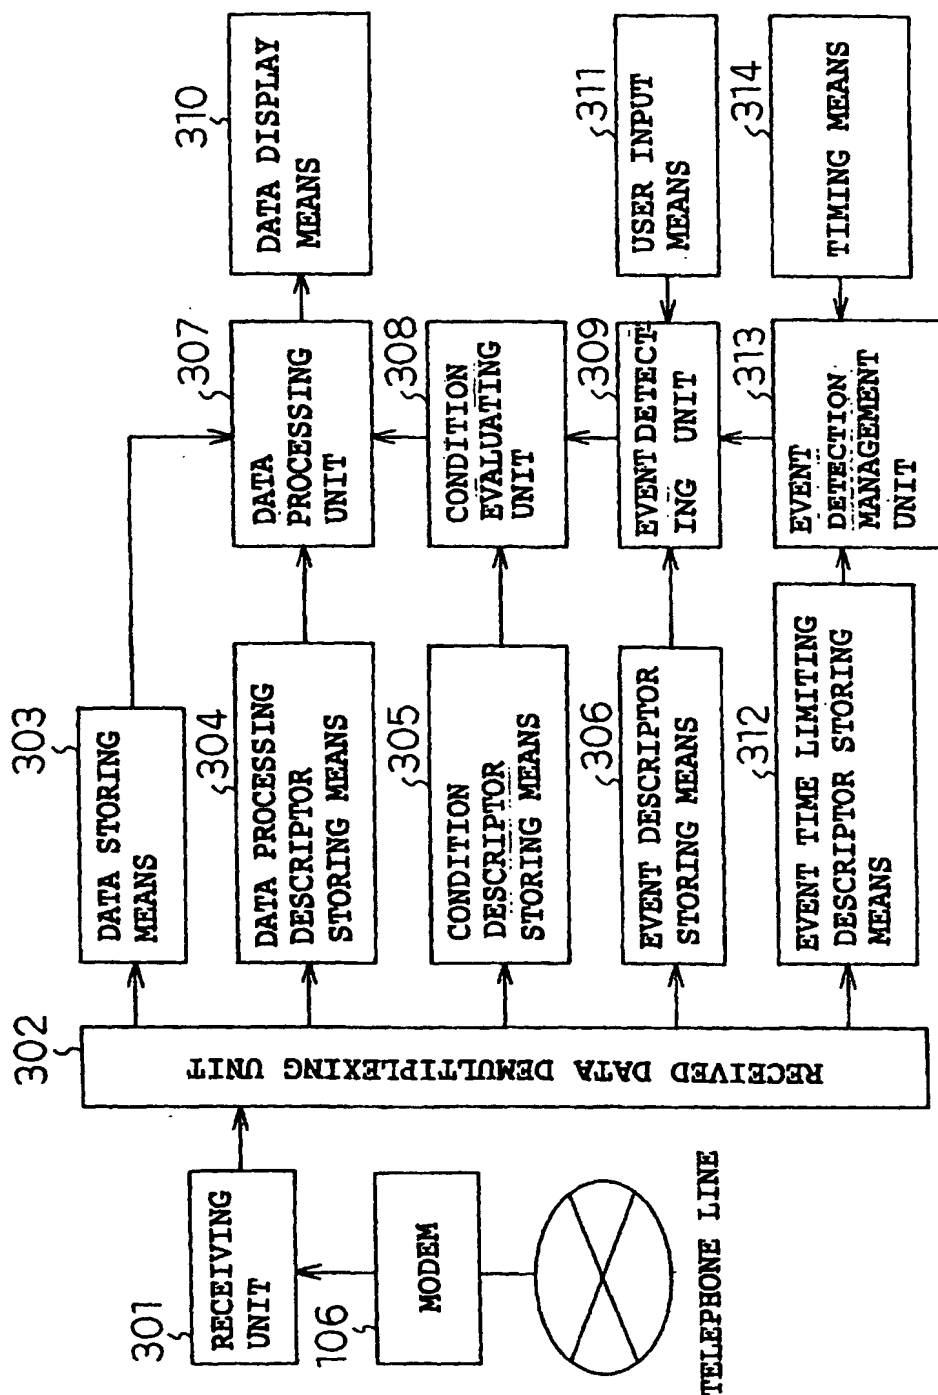 301
RECEIVING
UNIT
106
MODEM
TELEPHONE LINE
302
RECEIVED DATA DEMULTIPLEXING UNIT
303
DATA STORING
MEANS
304
DATA PROCESSING
DESCRIPTOR
STORING MEANS
305
CONDITION
DESCRIPTOR
STORING MEANS
306
EVENT DESCRIPTOR
STORING MEANS
312
EVENT TIME LIMITING
DESCRIPTOR STORING
MEANS
307
DATA
PROCESSING
UNIT
308
CONDITION
EVALUATING
UNIT
309
EVENT DETECT-
ING UNIT
313
EVENT
DETECTION
MANAGEMENT
UNIT
310
DATA DISPLAY
MEANS
311
USER INPUT
MEANS
314
TIMING MEANS